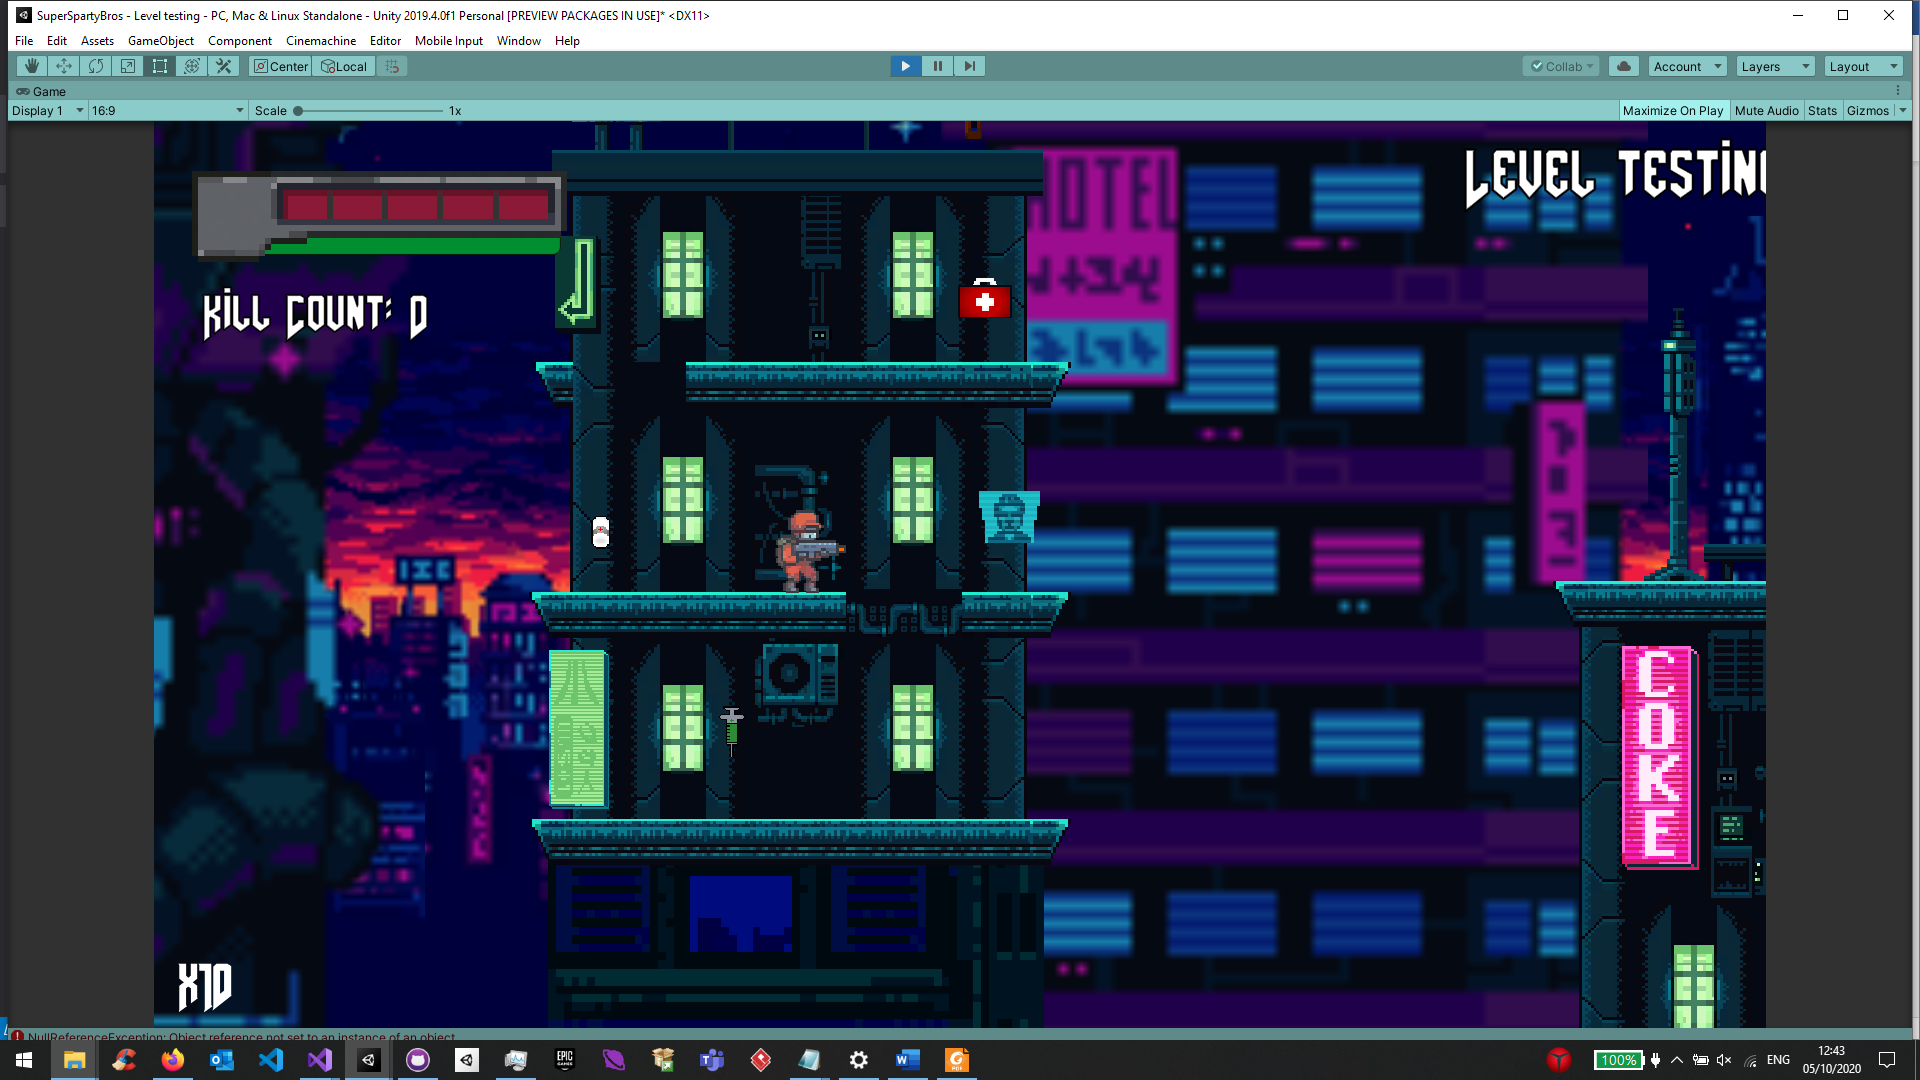 SuperSpartyBros - Level testing - PC, Mac & Linux Standalone - Unity 2019.4.0f1 Personal [PREVIEW PACKAGES IN USE]* <DX11>
File Edit Assets GameObject Component Cinemachine Editor Mobile Input Window Help
Center Local Collab Account Layers Layout
Game
Display 1 16:9 Scale 1x Maximize On Play Mute Audio Stats Gizmos
LEVEL TESTIN
HOTEL
KILL COUNT: 0
COKE
X10
NullReferenceException: Object reference not set to an instance of an object
EPIC GAMES
100% ENG 12:43
05/10/2020